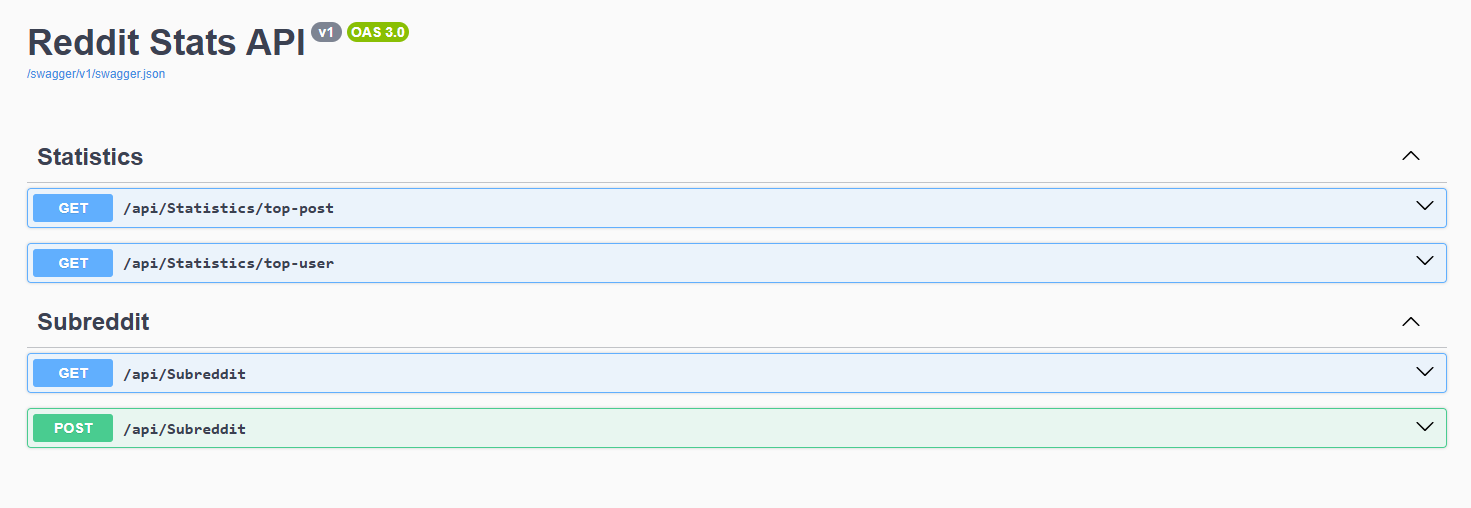 Reddit Stats API v1 OAS 3.0
/swagger/v1/swagger.json
Statistics
GET /api/Statistics/top-post
GET /api/Statistics/top-user
Subreddit
GET /api/Subreddit
POST /api/Subreddit